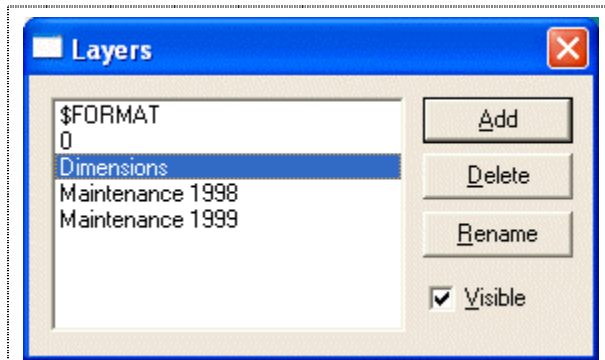 Layers
$FORMAT
0
Dimensions
Maintenance 1998
Maintenance 1999
Add
Delete
Rename
Visible